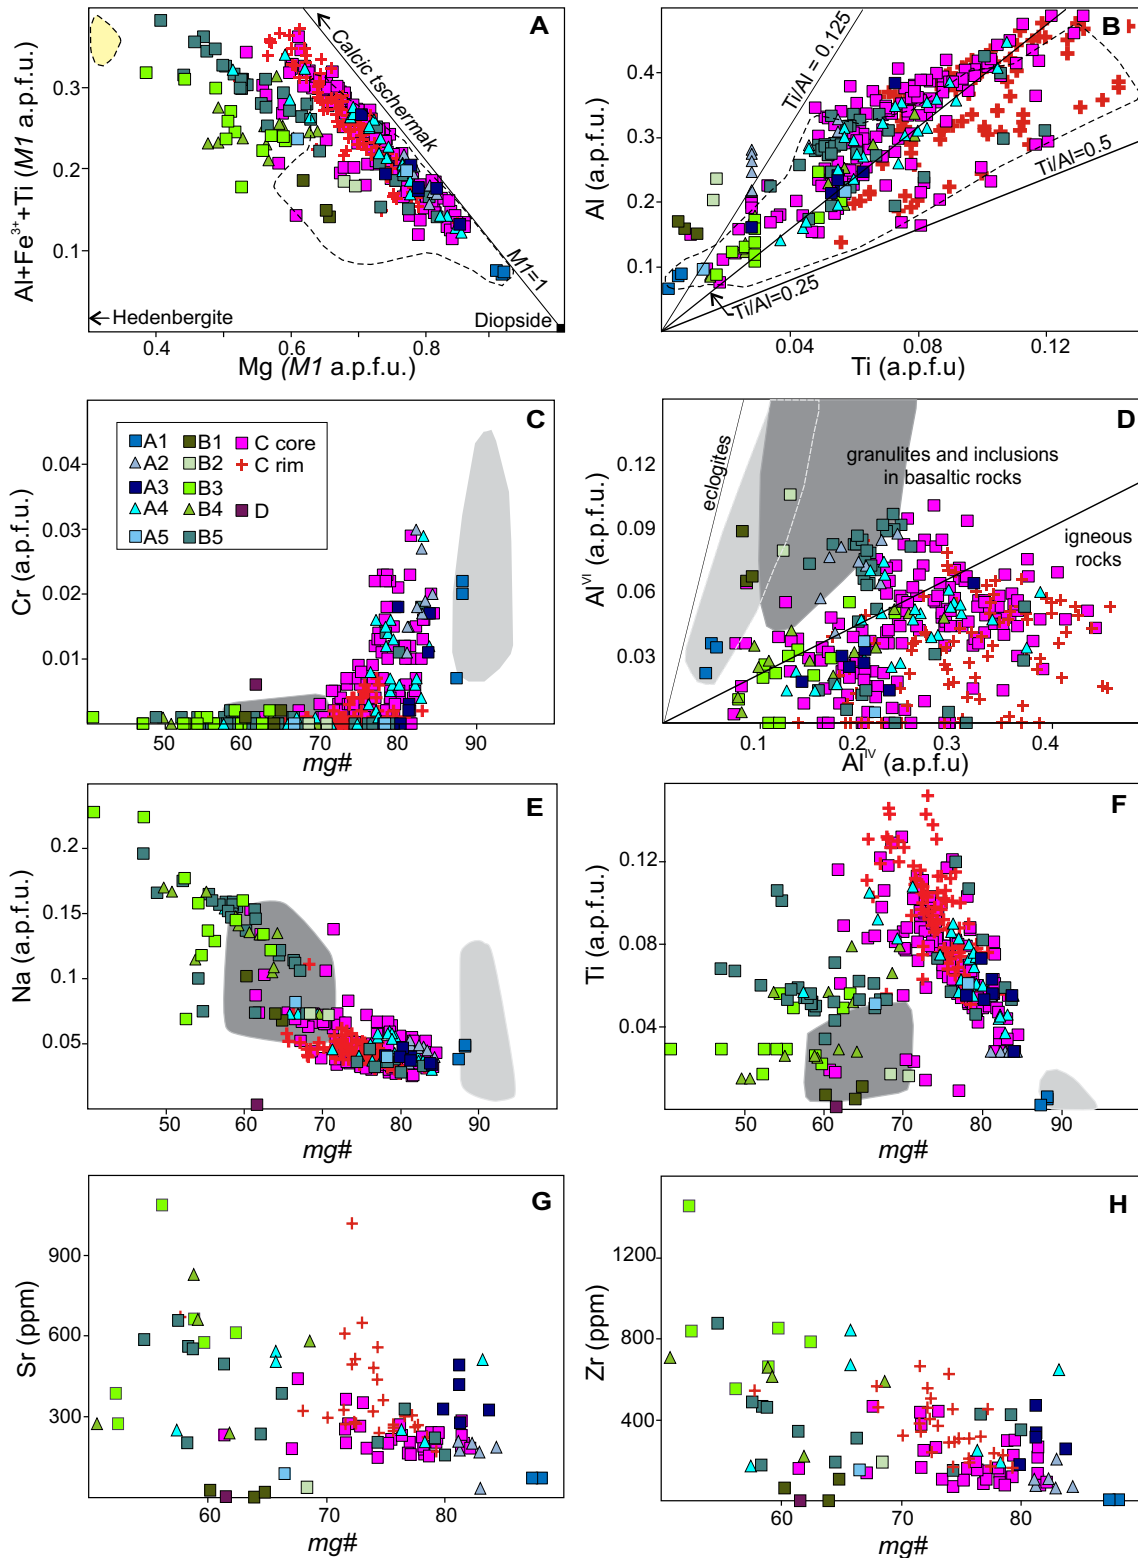 A
Al+Fe³⁺+Ti (M1 a.p.f.u.)
0.3
0.2
0.1
Calcic tschermak
M1=1
Hedenbergite
Diopside
0.4
0.6
0.8
Mg (M1 a.p.f.u.)
B
Al (a.p.f.u.)
0.4
0.3
0.2
0.1
Ti/Al = 0.125
Ti/Al=0.5
Ti/Al=0.25
0.04
0.08
0.12
Ti (a.p.f.u)
C
Cr (a.p.f.u.)
0.04
0.03
0.02
0.01
A1 B1 C core
A2 B2 C rim
A3 B3
A4 B4 D
A5 B5
50 60 70 80 90
mg#
D
Al^VI (a.p.f.u.)
0.12
0.09
0.06
0.03
eclogites
granulites and inclusions
in basaltic rocks
igneous
rocks
0.1 0.2 0.3 0.4
Al^IV (a.p.f.u)
E
Na (a.p.f.u.)
0.2
0.15
0.1
0.05
50 60 70 80 90
mg#
F
Ti (a.p.f.u.)
0.12
0.08
0.04
50 60 70 80 90
mg#
G
Sr (ppm)
900
600
300
60 70 80
mg#
H
Zr (ppm)
1200
800
400
60 70 80
mg#